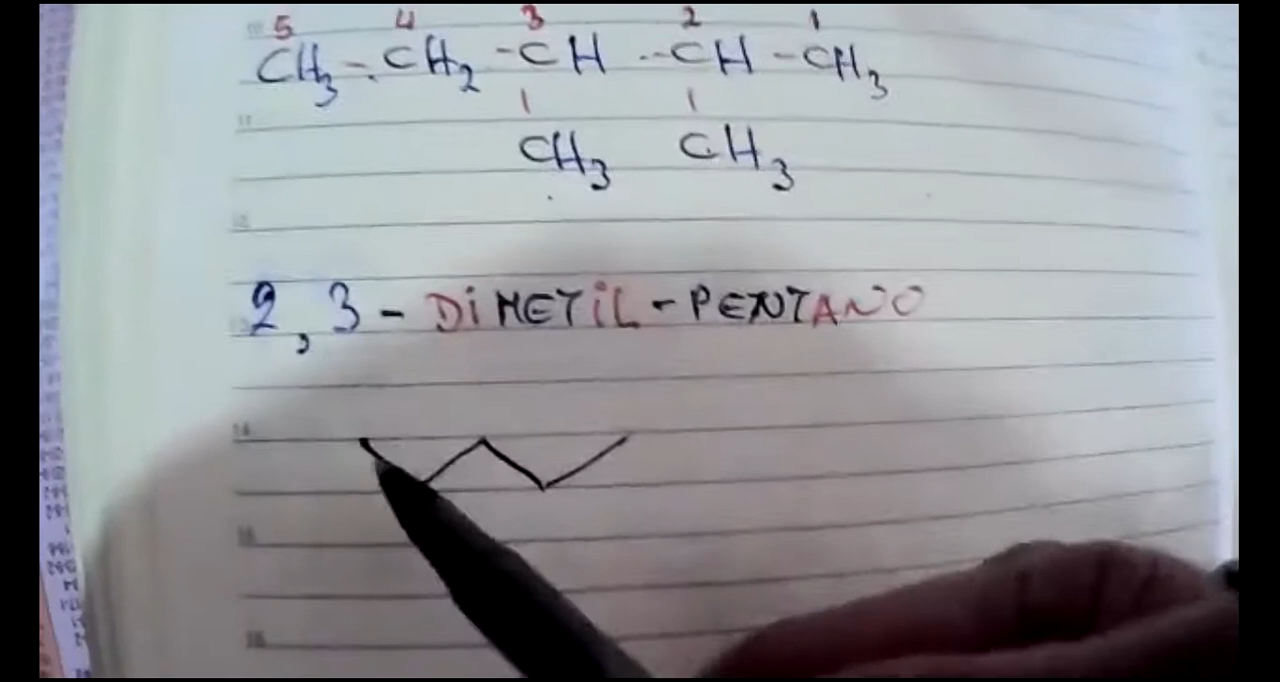 5 4 3 2 1
CH3 - CH2 - CH - CH - CH3
CH3 CH3
2,3 - DiMETiL - PENTANO